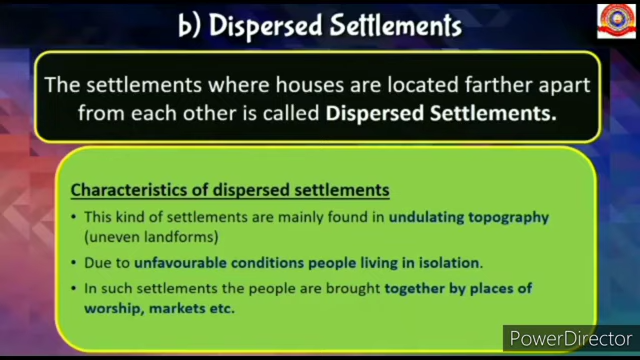 b) Dispersed Settlements
The settlements where houses are located farther apart
from each other is called Dispersed Settlements.
Characteristics of dispersed settlements
• This kind of settlements are mainly found in undulating topography
(uneven landforms)
• Due to unfavourable conditions people living in isolation.
• In such settlements the people are brought together by places of
worship, markets etc.
PowerDirector